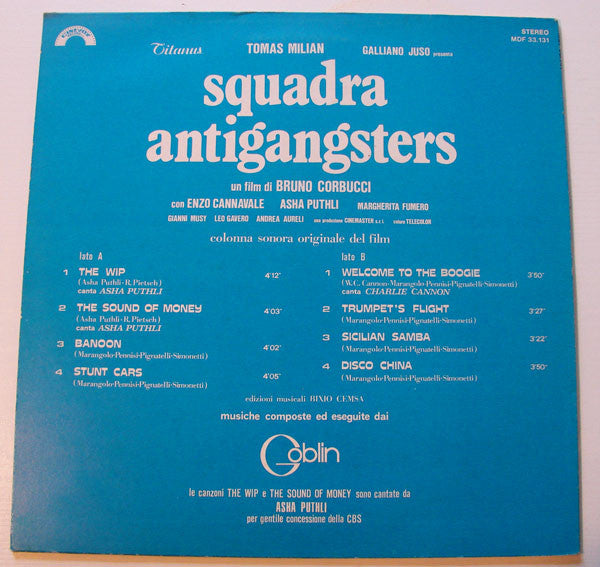 CINEVOX
STEREO
MDF 33.131
Titanus TOMAS MILIAN GALLIANO JUSO presenta
squadra
antigangsters
un film di BRUNO CORBUCCI
con ENZO CANNAVALE ASHA PUTHLI MARGHERITA FUMERO
GIANNI MUSY LEO GAVERO ANDREA AURELI una produzione CINEMASTER s.r.l. colore TELECOLOR
colonna sonora originale del film
lato A
1 THE WIP 4'12"
(Asha Puthli-R. Pietsch)
canta ASHA PUTHLI
2 THE SOUND OF MONEY 4'03"
(Asha Puthli-R. Pietsch)
canta ASHA PUTHLI
3 BANOON 4'02"
(Marangolo-Pennisi-Pignatelli-Simonetti)
4 STUNT CARS 4'05"
(Marangolo-Pennisi-Pignatelli-Simonetti)
lato B
1 WELCOME TO THE BOOGIE 3'50"
(W.C. Cannon-Marangolo-Pennisi-Pignatelli-Simonetti)
canta CHARLIE CANNON
2 TRUMPET'S FLIGHT 3'27"
(Marangolo-Pennisi-Pignatelli-Simonetti)
3 SICILIAN SAMBA 3'22"
(Marangolo-Pennisi-Pignatelli-Simonetti)
4 DISCO CHINA 3'50"
(Marangolo-Pennisi-Pignatelli-Simonetti)
edizioni musicali BIXIO CEMSA
musiche composte ed eseguite dai
Goblin
le canzoni THE WIP e THE SOUND OF MONEY sono cantate da
ASHA PUTHLI
per gentile concessione della CBS